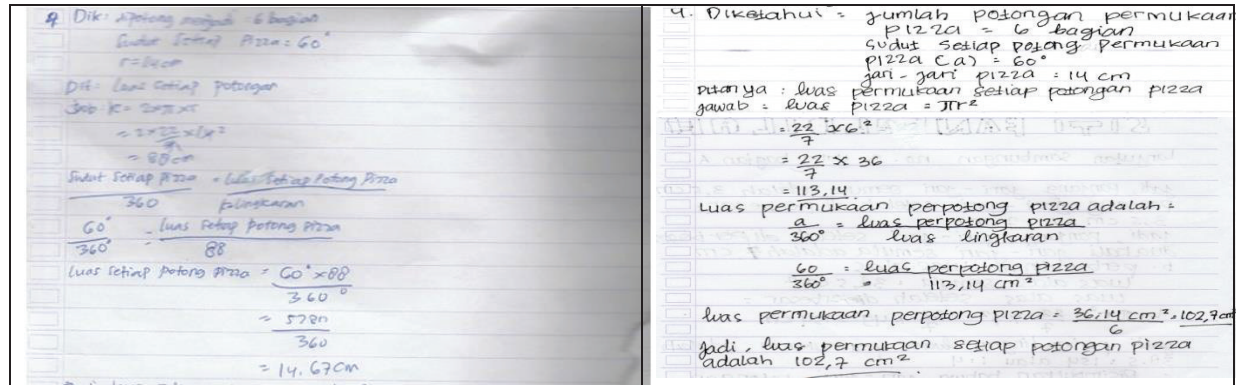 4 Dik: dipotong menjadi 6 bagian
Sudut Setiap Pizza = 60°
r = 14 cm
Dit: Luas Setiap potongan
Jab: K = 2×π×r
= 2 × 22/7 × 14²
= 88 cm
Sudut Setiap Pizza / 360 = Luas Setiap Potong Pizza / k.lingkaran
60° / 360° = Luas Setiap Potong Pizza / 88
Luas Setiap Potong Pizza = 60° × 88 / 360°
= 5280 / 360
= 14.67 cm
4. Diketahui = jumlah potongan permukaan
pizza = 6 bagian
sudut setiap potong permukaan
pizza (a) = 60°
jari-jari pizza = 14 cm
Ditanya : luas permukaan setiap potongan pizza
jawab : luas pizza = πr²
= 22/7 × 6²
= 22/7 × 36
= 113,14
Luas permukaan perpotong pizza adalah =
a / 360° = luas perpotong pizza / luas lingkaran
60 / 360° = luas perpotong pizza / 113,14 cm²
luas permukaan perpotong pizza = 36,14 cm² / 6 = 102,7 cm
Jadi, luas permukaan setiap potongan pizza
adalah 102,7 cm²